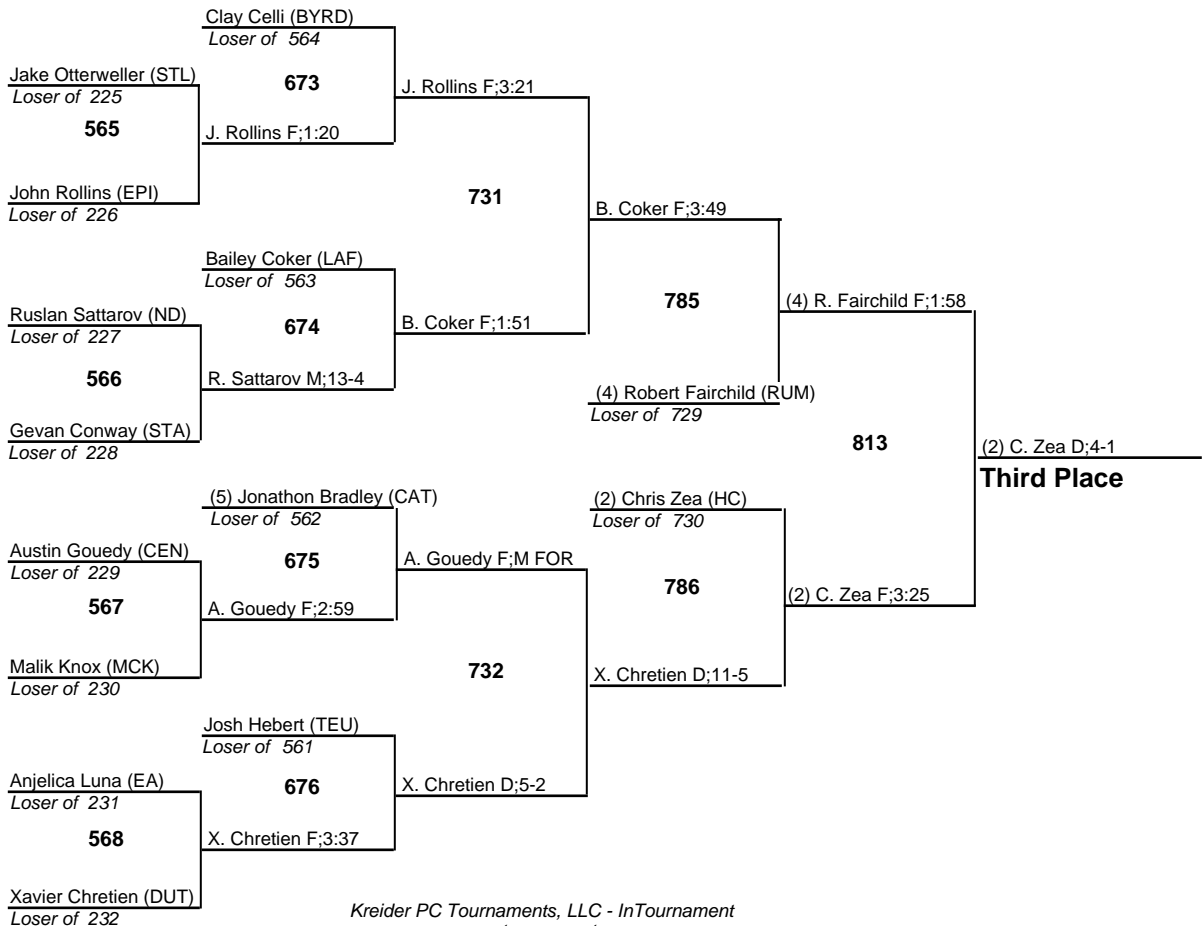 Clay Celli (BYRD)
Loser of 564
Jake Otterweller (STL)
Loser of 225
673
J. Rollins F;3:21
565
J. Rollins F;1:20
John Rollins (EPI)
Loser of 226
731
B. Coker F;3:49
Bailey Coker (LAF)
Loser of 563
785
(4) R. Fairchild F;1:58
Ruslan Sattarov (ND)
Loser of 227
674
B. Coker F;1:51
566
R. Sattarov M;13-4
(4) Robert Fairchild (RUM)
Loser of 729
Gevan Conway (STA)
Loser of 228
813
(2) C. Zea D;4-1
Third Place
(5) Jonathon Bradley (CAT)
Loser of 562
(2) Chris Zea (HC)
Loser of 730
Austin Gouedy (CEN)
Loser of 229
675
A. Gouedy F;M FOR
786
(2) C. Zea F;3:25
567
A. Gouedy F;2:59
Malik Knox (MCK)
Loser of 230
732
X. Chretien D;11-5
Josh Hebert (TEU)
Loser of 561
Anjelica Luna (EA)
Loser of 231
676
X. Chretien D;5-2
568
X. Chretien F;3:37
Xavier Chretien (DUT)
Loser of 232
Kreider PC Tournaments, LLC - InTournament